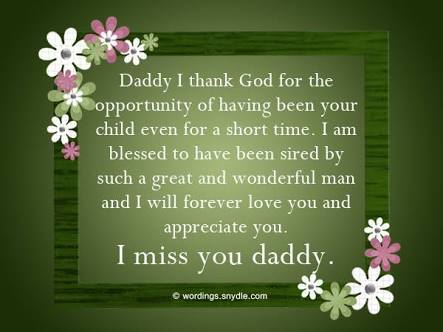 Daddy I thank God for the
opportunity of having been your
child even for a short time. I am
blessed to have been sired by
such a great and wonderful man
and I will forever love you and
appreciate you.
I miss you daddy.
© wordings.snydle.com